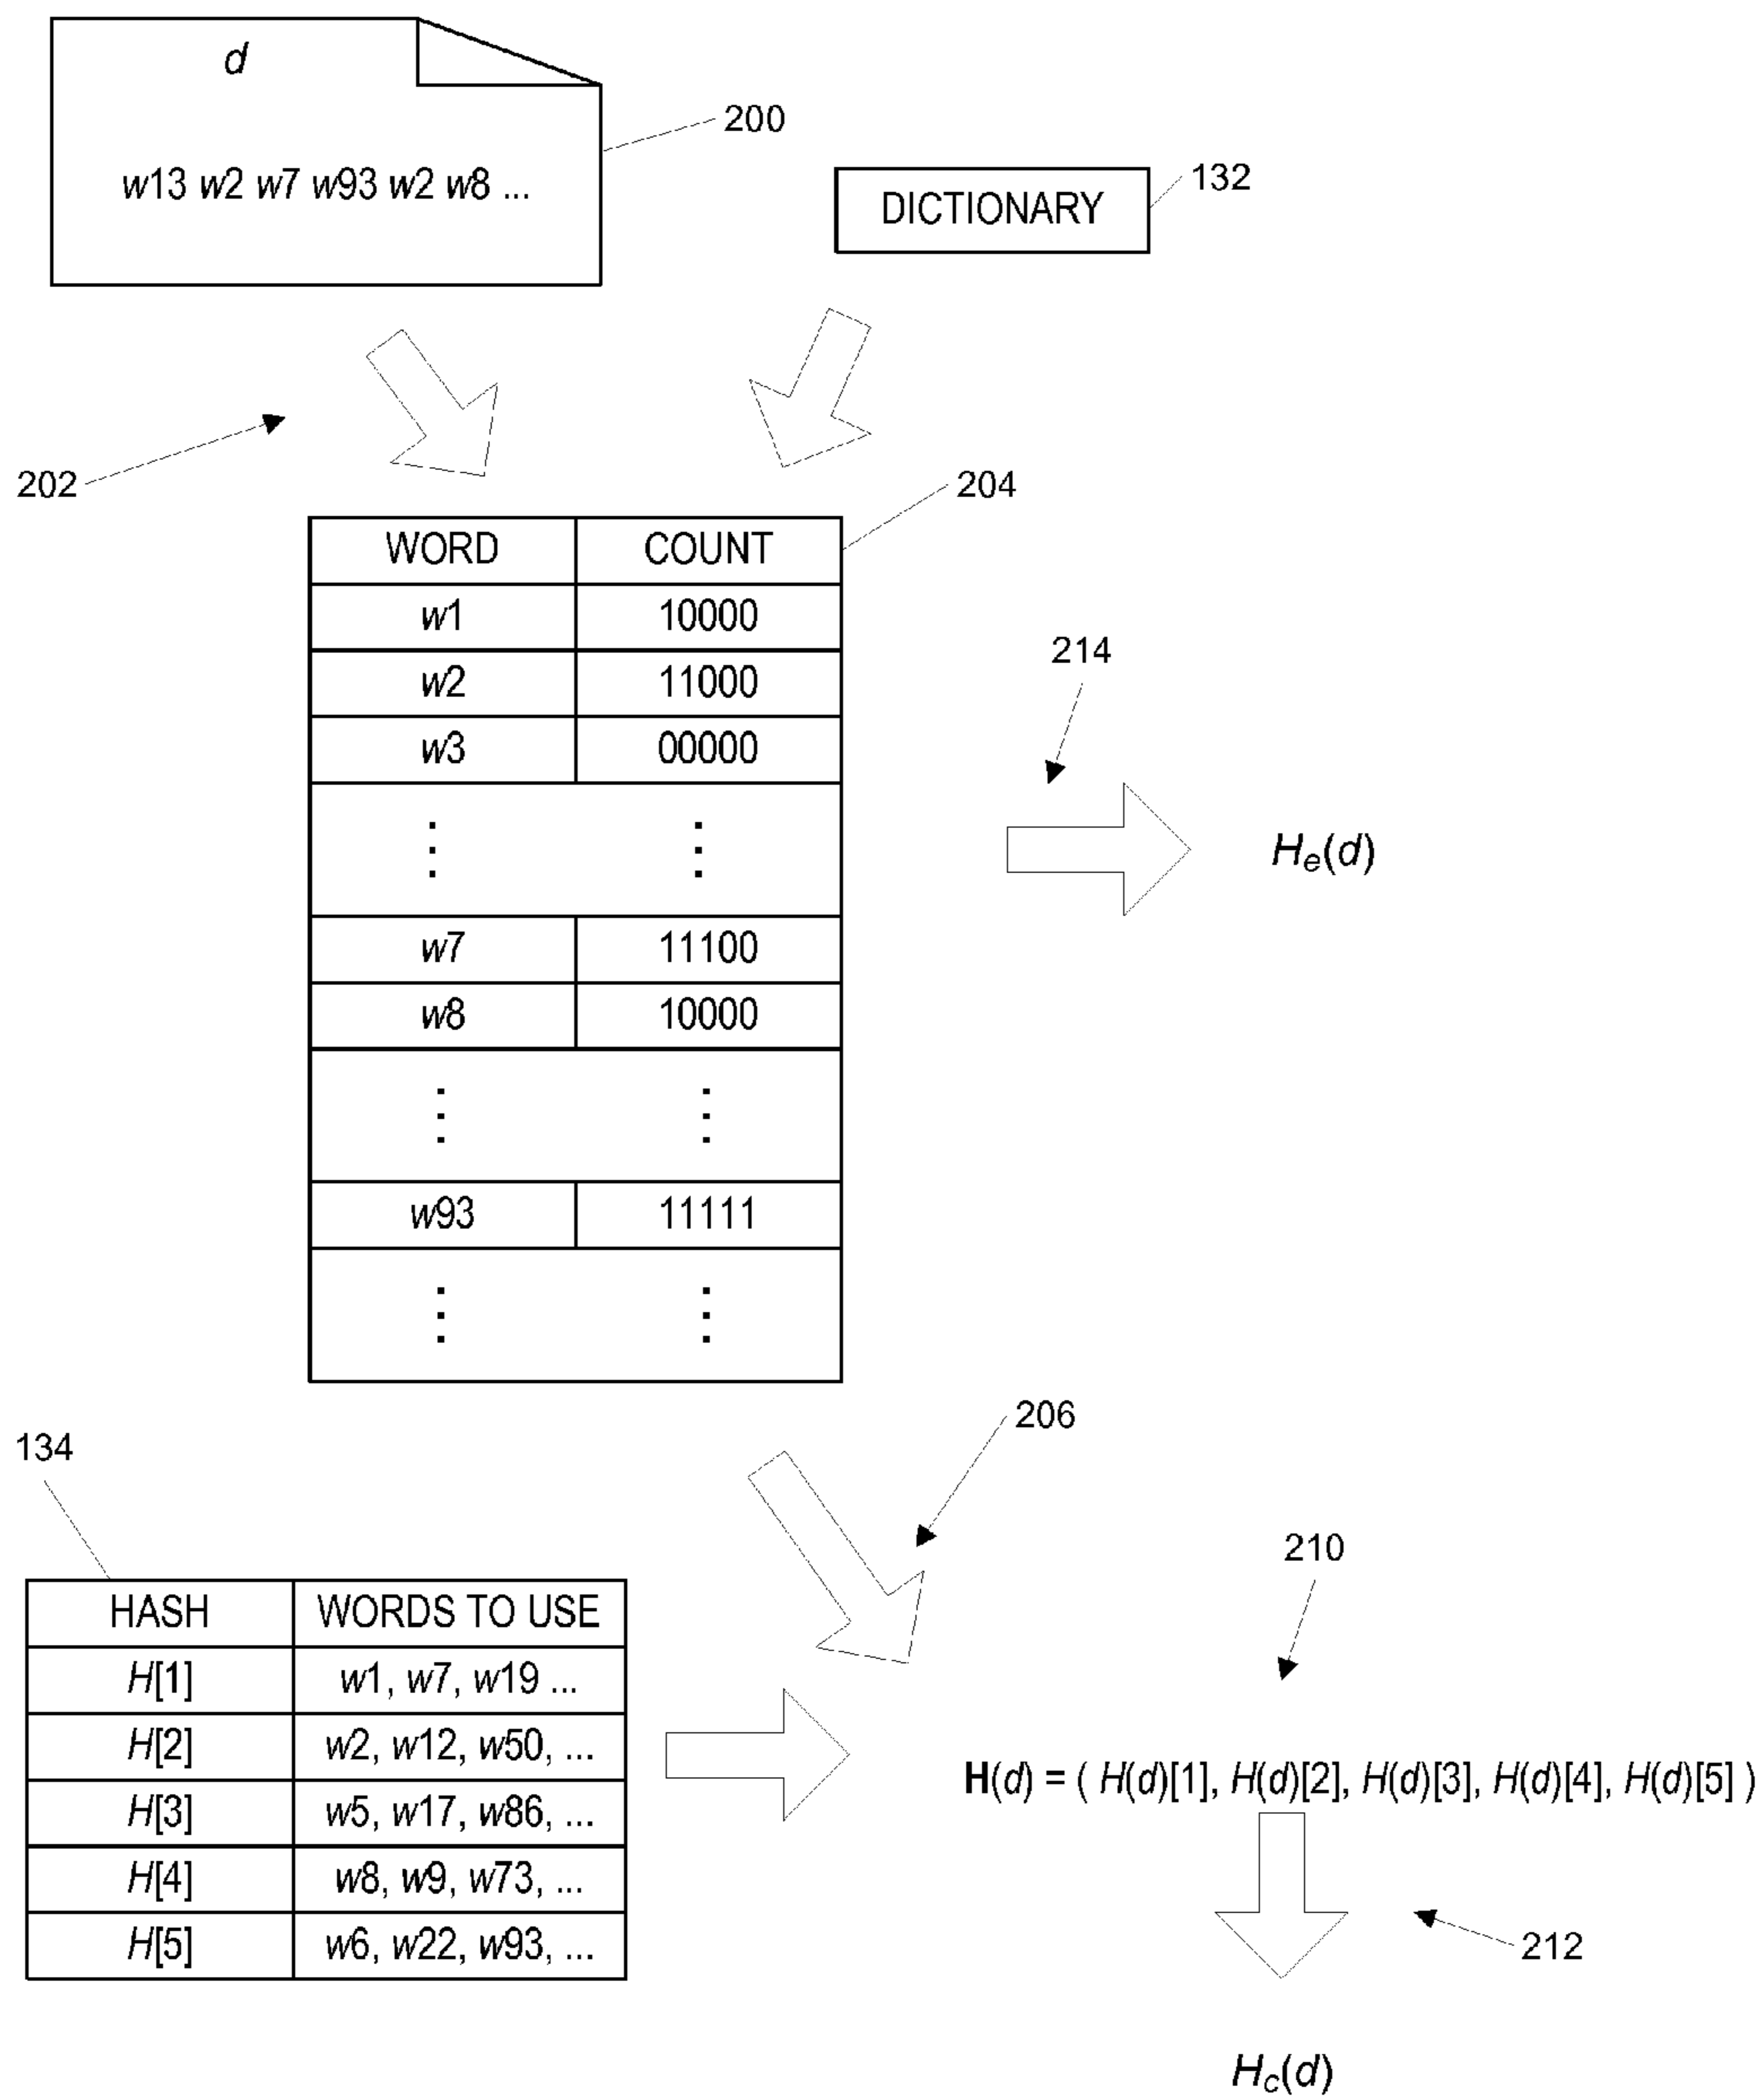 d
200
w13 w2 w7 w93 w2 w8 ...
132
DICTIONARY
202
204
WORD COUNT
w1 10000
w2 11000
214
w3 00000
⋮ ⋮
He(d)
w7 11100
w8 10000
⋮ ⋮
w93 11111
⋮ ⋮
206
134
210
HASH WORDS TO USE
H[1] w1, w7, w19 ...
H[2] w2, w12, w50, ...
H(d) = ( H(d)[1], H(d)[2], H(d)[3], H(d)[4], H(d)[5] )
H[3] w5, w17, w86, ...
H[4] w8, w9, w73, ...
H[5] w6, w22, w93, ...
212
Hc(d)